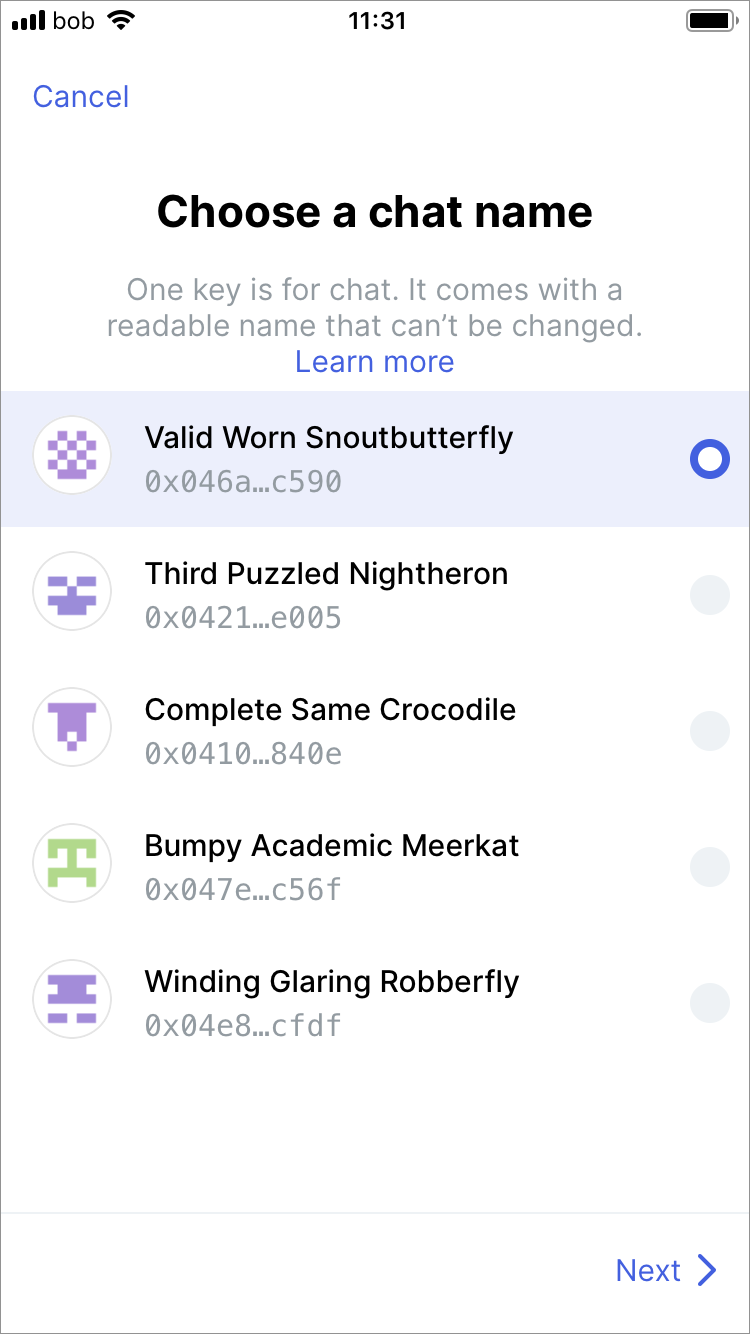 bob 11:31
Cancel
Choose a chat name
One key is for chat. It comes with a
readable name that can’t be changed.
Learn more
Valid Worn Snoutbutterfly
0x046a…c590
Third Puzzled Nightheron
0x0421…e005
Complete Same Crocodile
0x0410…840e
Bumpy Academic Meerkat
0x047e…c56f
Winding Glaring Robberfly
0x04e8…cfdf
Next